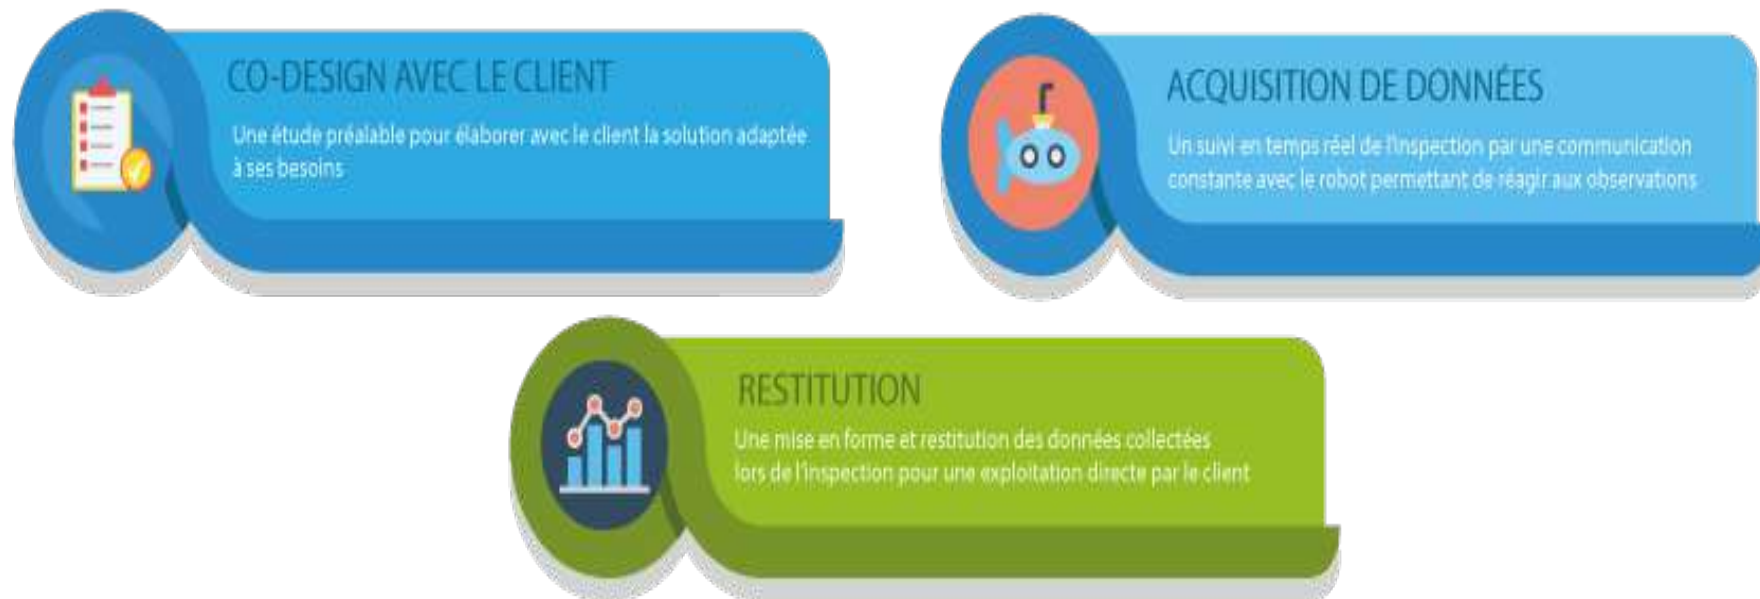 CO-DESIGN AVEC LE CLIENT
Une étude préalable pour élaborer avec le client la solution adaptée
à ses besoins
ACQUISITION DE DONNÉES
Un suivi en temps réel de l'inspection par une communication
constante avec le robot permettant de réagir aux observations
RESTITUTION
Une mise en forme et restitution des données collectées
lors de l'inspection pour une exploitation directe par le client